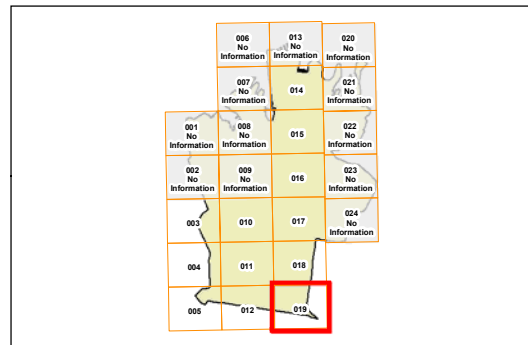 006
No
Information
013
No
Information
020
No
Information
007
No
Information
014
021
No
Information
001
No
Information
008
No
Information
015
022
No
Information
002
No
Information
009
No
Information
016
023
No
Information
003
010
017
024
No
Information
004
011
018
005
012
019